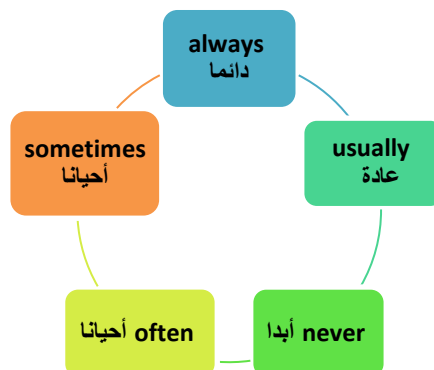 always
دائما
usually
عادة
never أبدا
often أحيانا
sometimes
أحيانا